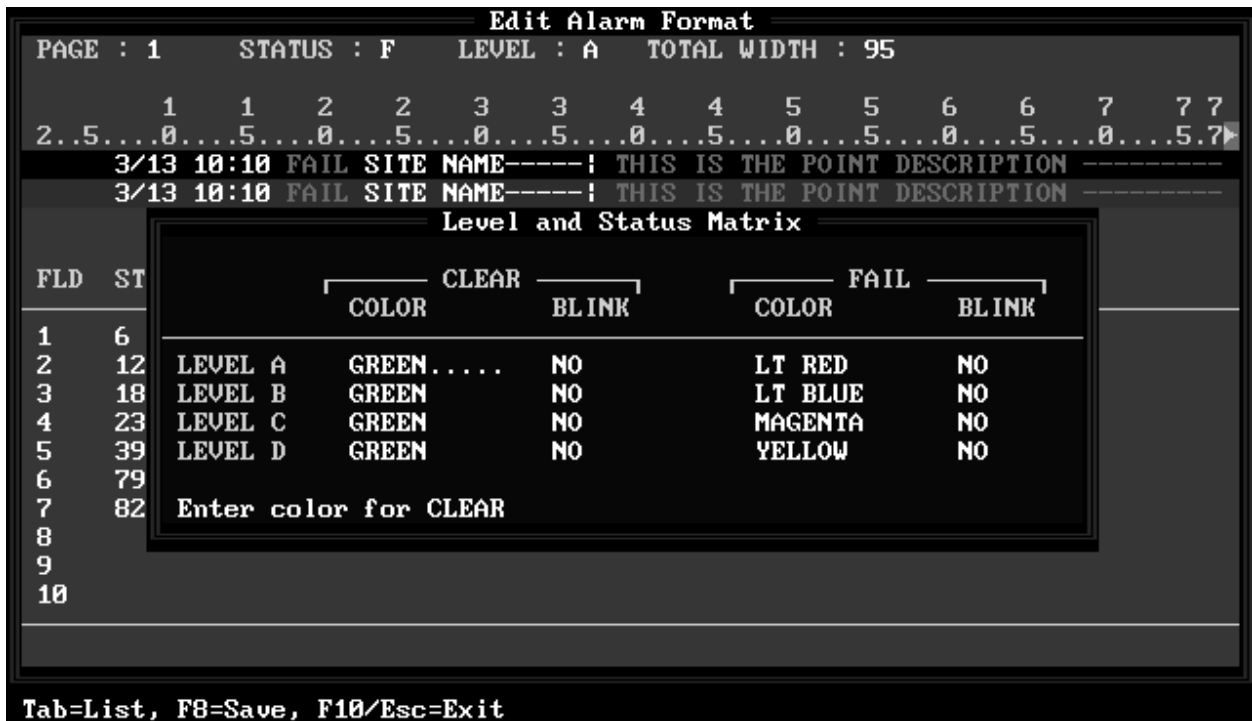 Edit Alarm Format
PAGE : 1 STATUS : F LEVEL : A TOTAL WIDTH : 95
1 1 2 2 3 3 4 4 5 5 6 6 7 7 7
2..5....0....5....0....5....0....5....0....5....0....5....0....5....0....5.7
3/13 10:10 FAIL SITE NAME-----¦ THIS IS THE POINT DESCRIPTION ---------
3/13 10:10 FAIL SITE NAME-----¦ THIS IS THE POINT DESCRIPTION ---------
Level and Status Matrix
FLD ST CLEAR FAIL
COLOR BLINK COLOR BLINK
1 6
2 12 LEVEL A GREEN..... NO LT RED NO
3 18 LEVEL B GREEN NO LT BLUE NO
4 23 LEVEL C GREEN NO MAGENTA NO
5 39 LEVEL D GREEN NO YELLOW NO
6 79
7 82 Enter color for CLEAR
8
9
10
Tab=List, F8=Save, F10/Esc=Exit